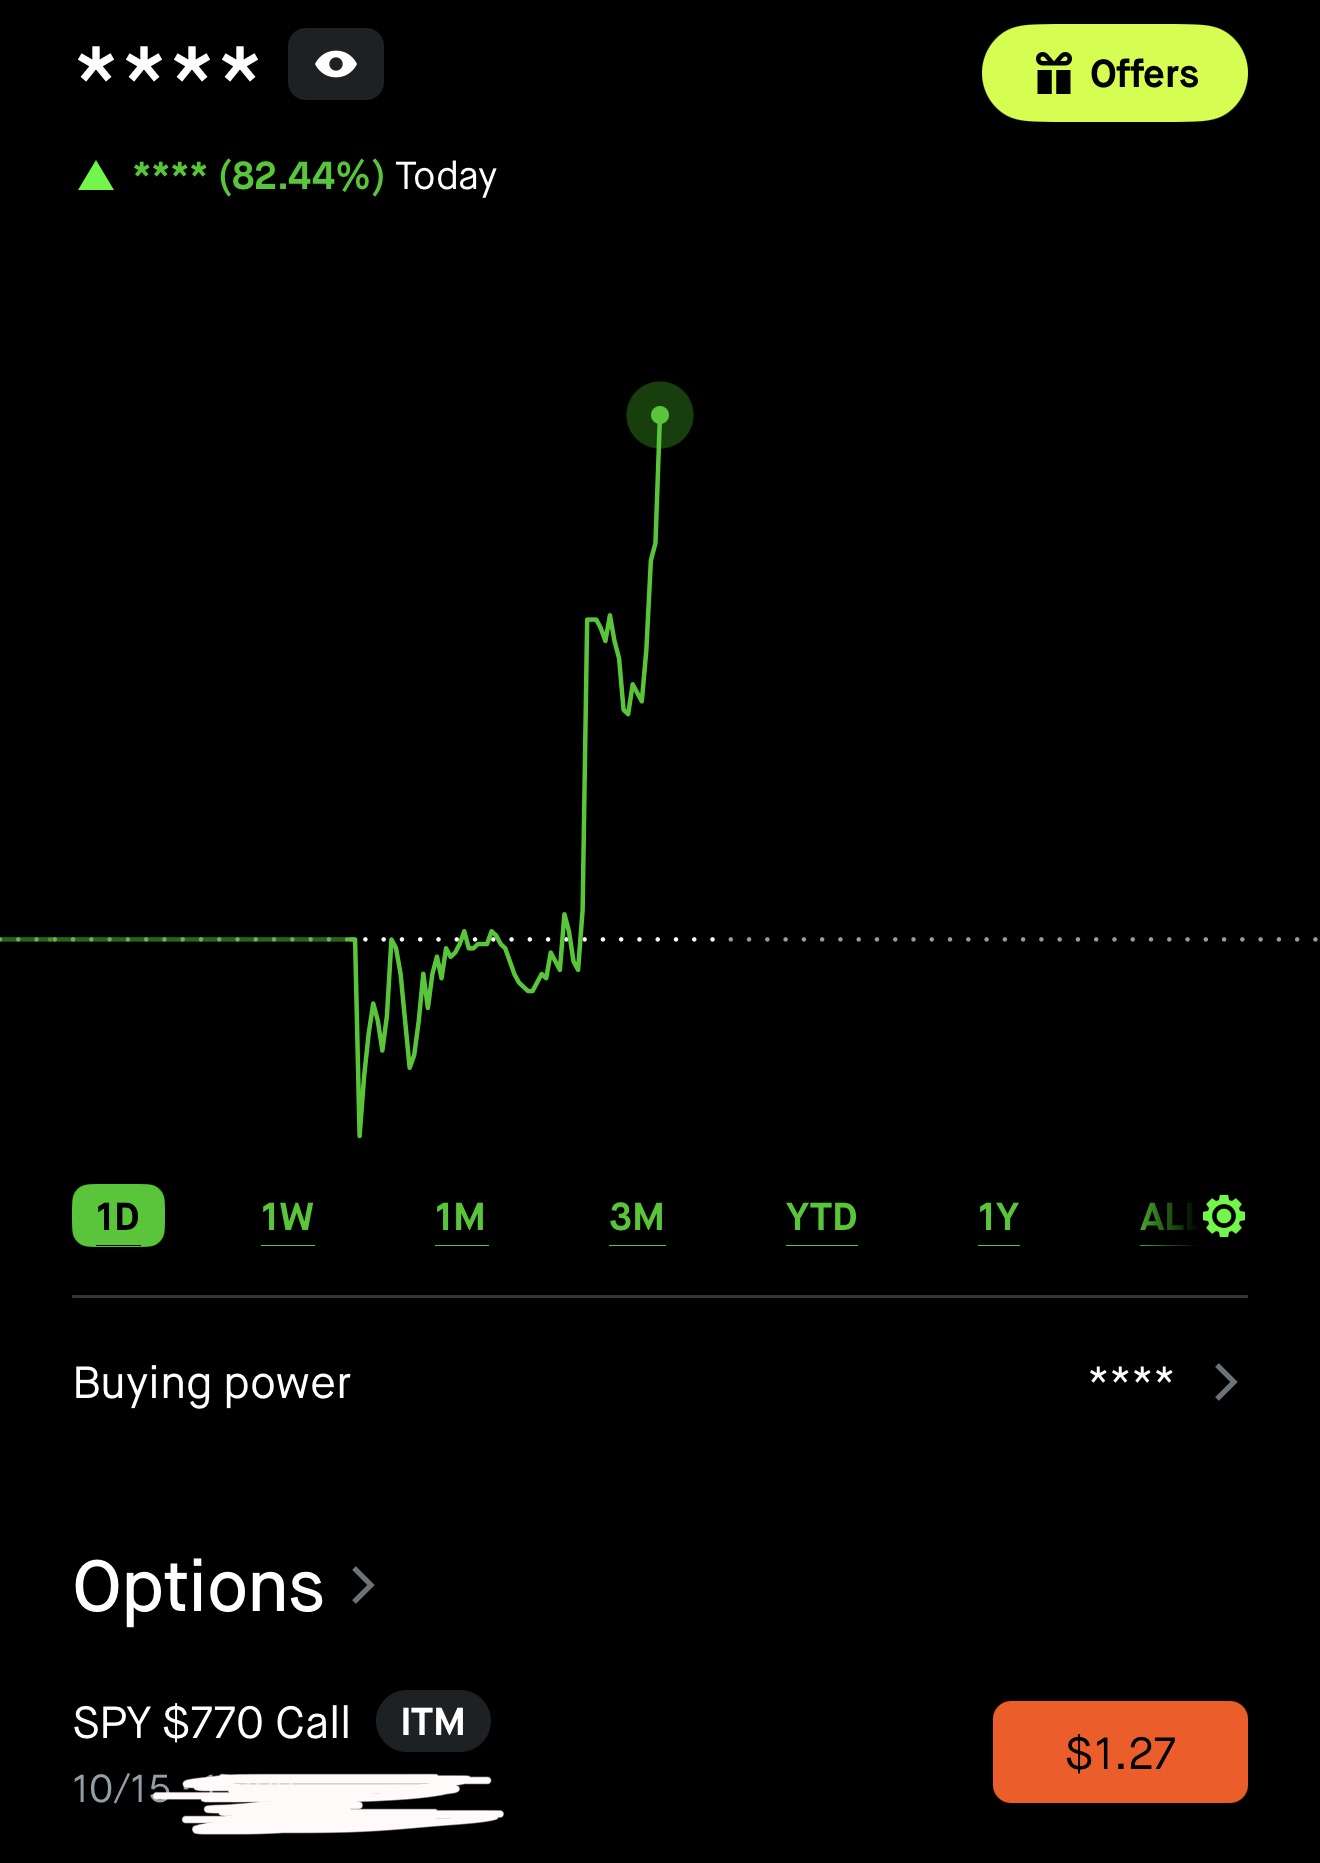 ****
Offers
**** (82.44%) Today
1D 1W 1M 3M YTD 1Y ALL
Buying power ****
Options
SPY $770 Call ITM
$1.27
10/15